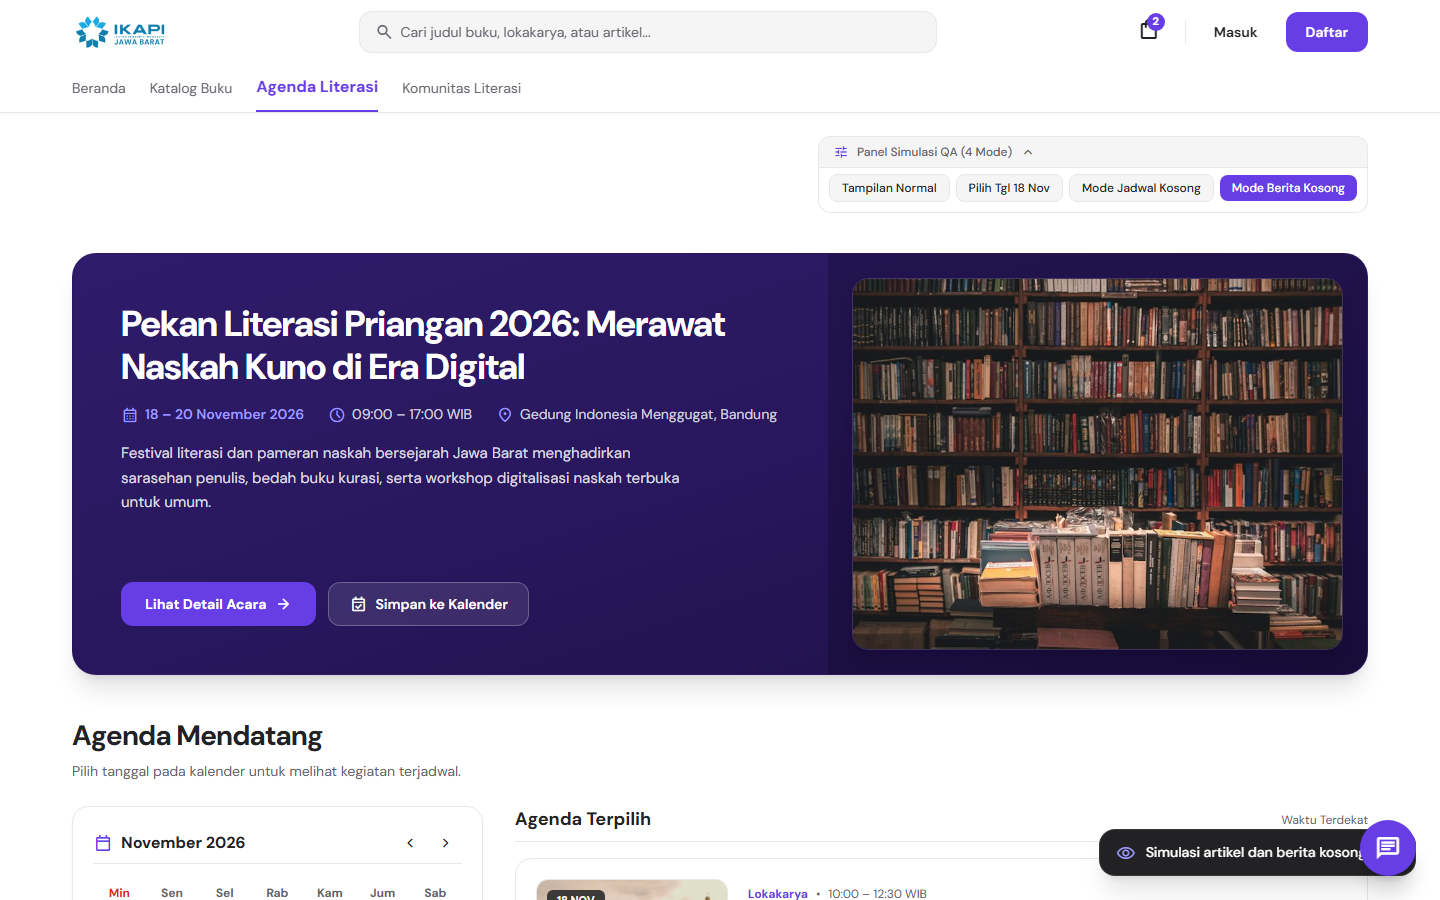 IKAPI
JAWA BARAT
Cari judul buku, lokakarya, atau artikel...
2
Masuk
Daftar
Beranda
Katalog Buku
Agenda Literasi
Komunitas Literasi
Panel Simulasi QA (4 Mode)
Tampilan Normal
Pilih Tgl 18 Nov
Mode Jadwal Kosong
Mode Berita Kosong
Pekan Literasi Priangan 2026: Merawat
Naskah Kuno di Era Digital
18 – 20 November 2026
09:00 – 17:00 WIB
Gedung Indonesia Menggugat, Bandung
Festival literasi dan pameran naskah bersejarah Jawa Barat menghadirkan
sarasehan penulis, bedah buku kurasi, serta workshop digitalisasi naskah terbuka
untuk umum.
Lihat Detail Acara
Simpan ke Kalender
Agenda Mendatang
Pilih tanggal pada kalender untuk melihat kegiatan terjadwal.
November 2026
Min Sen Sel Rab Kam Jum Sab
Agenda Terpilih
Waktu Terdekat
18 NOV
Lokakarya • 10:00 – 12:30 WIB
Simulasi artikel dan berita kosong